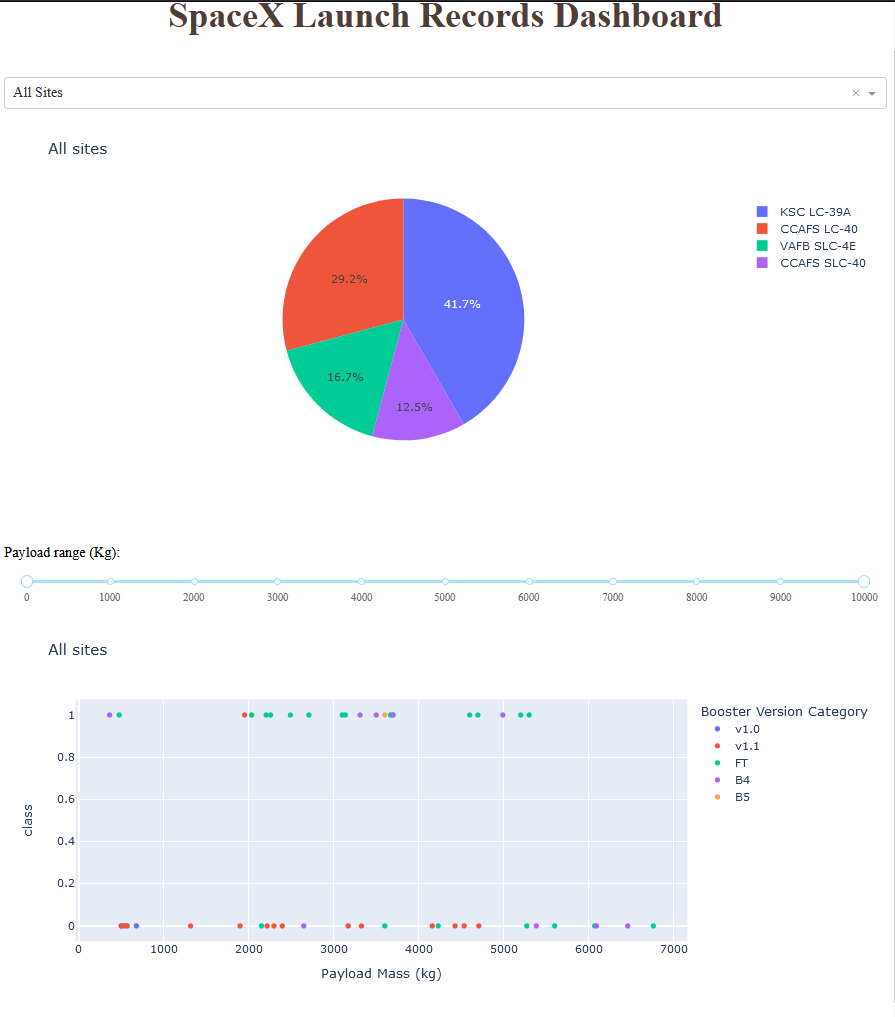 SpaceX Launch Records Dashboard
All Sites
All sites
KSC LC-39A
CCAFS LC-40
VAFB SLC-4E
CCAFS SLC-40
29.2%
41.7%
16.7%
12.5%
Payload range (Kg):
0 1000 2000 3000 4000 5000 6000 7000 8000 9000 10000
All sites
Booster Version Category
v1.0
v1.1
FT
B4
B5
class
1
0.8
0.6
0.4
0.2
0
0 1000 2000 3000 4000 5000 6000 7000
Payload Mass (kg)